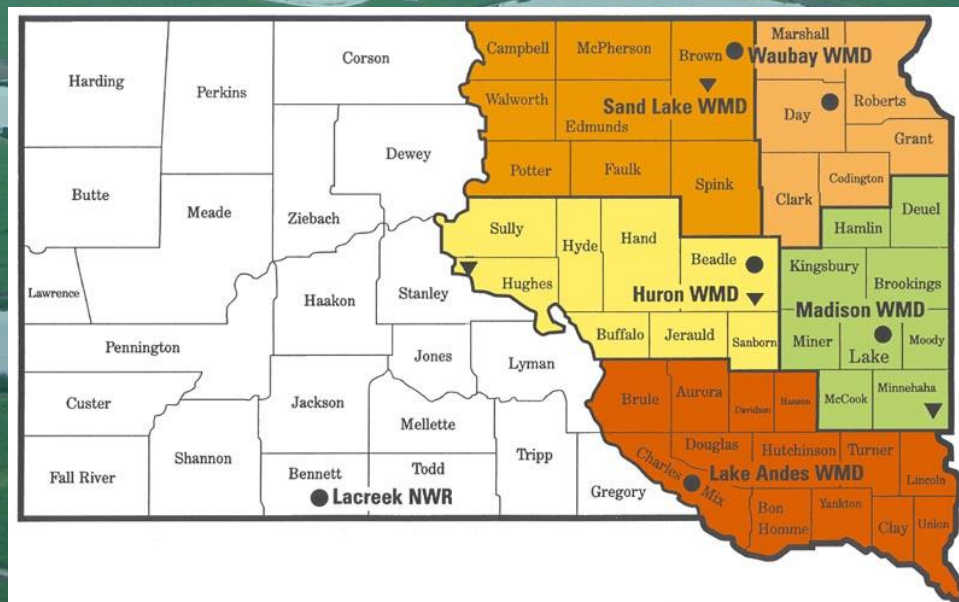 Harding
Perkins
Corson
Campbell
McPherson
Brown
Marshall
Waubay WMD
Roberts
Day
Grant
Walworth
Edmunds
Sand Lake WMD
Dewey
Butte
Meade
Ziebach
Potter
Faulk
Spink
Clark
Codington
Hamlin
Deuel
Sully
Hyde
Hand
Beadle
Kingsbury
Brookings
Lawrence
Haakon
Stanley
Hughes
Huron WMD
Madison WMD
Pennington
Jones
Lyman
Buffalo
Jerauld
Sanborn
Miner
Lake
Moody
Custer
Jackson
Mellette
Brule
Aurora
Davidson
Hanson
McCook
Minnehaha
Fall River
Shannon
Bennett
Todd
Tripp
Gregory
Lacreek NWR
Douglas
Hutchinson
Turner
Lincoln
Charles Mix
Lake Andes WMD
Bon
Homme
Yankton
Clay
Union